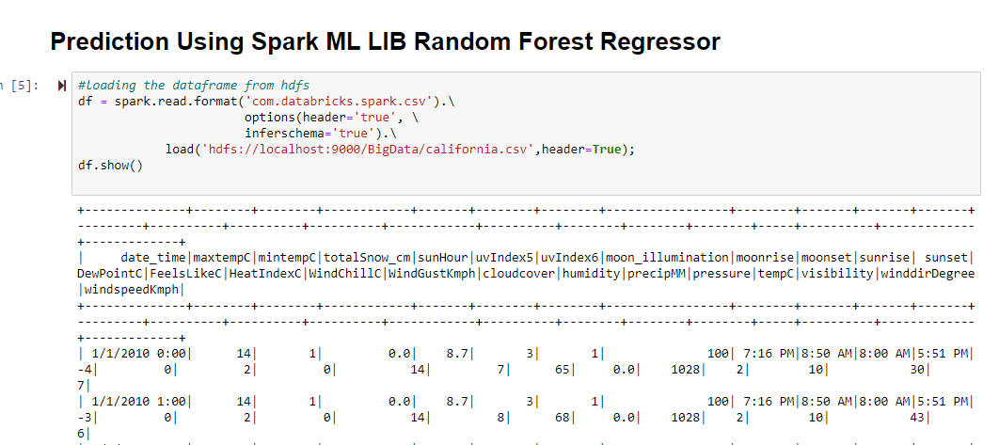 Prediction Using Spark ML LIB Random Forest Regressor
[5]:
#loading the dataframe from hdfs
df = spark.read.format('com.databricks.spark.csv').\
options(header='true', \
inferschema='true').\
load('hdfs://localhost:9000/BigData/california.csv',header=True);
df.show()
+--------------+--------+--------+------------+-------+--------+--------+-----------------+--------+-------+-------+-------+
---------+----------+----------+----------+------------+----------+--------+--------+--------+-----+----------+-------------
+-------------+
| date_time|maxtempC|mintempC|totalSnow_cm|sunHour|uvIndex5|uvIndex6|moon_illumination|moonrise|moonset|sunrise| sunset|
DewPointC|FeelsLikeC|HeatIndexC|WindChillC|WindGustKmph|cloudcover|humidity|precipMM|pressure|tempC|visibility|winddirDegree
|windspeedKmph|
+--------------+--------+--------+------------+-------+--------+--------+-----------------+--------+-------+-------+-------+
---------+----------+----------+----------+------------+----------+--------+--------+--------+-----+----------+-------------
+-------------+
| 1/1/2010 0:00| 14| 1| 0.0| 8.7| 3| 1| 100| 7:16 PM|8:50 AM|8:00 AM|5:51 PM|
-4| 0| 2| 0| 14| 7| 65| 0.0| 1028| 2| 10| 30|
7|
| 1/1/2010 1:00| 14| 1| 0.0| 8.7| 3| 1| 100| 7:16 PM|8:50 AM|8:00 AM|5:51 PM|
-3| 0| 2| 0| 14| 8| 68| 0.0| 1028| 2| 10| 43|
6|